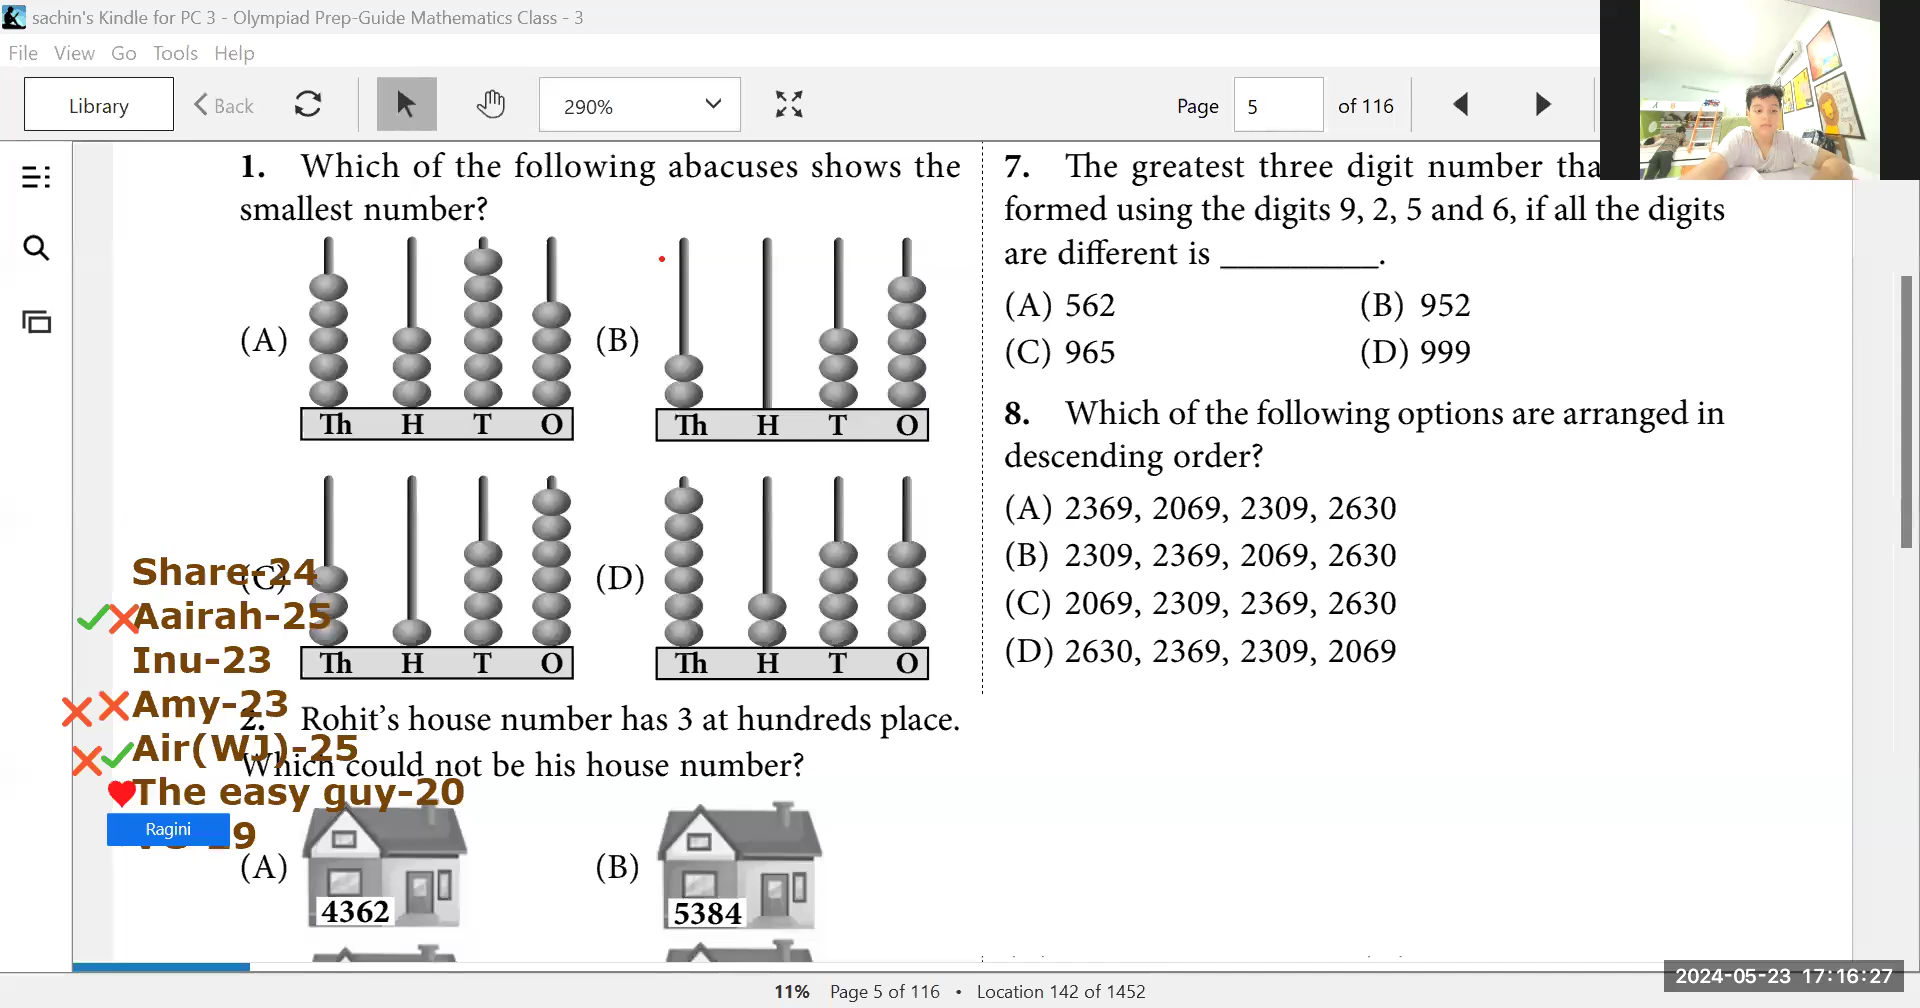 sachin's Kindle for PC 3 - Olympiad Prep-Guide Mathematics Class - 3
File View Go Tools Help
Library Back 290% Page 5 of 116
1. Which of the following abacuses shows the
smallest number?
(A) (B)
Th H T O Th H T O
(C) (D)
Th H T O Th H T O
2. Rohit's house number has 3 at hundreds place.
Which could not be his house number?
(A) 4362 (B) 5384
Share-24
Aairah-25
Inu-23
Amy-23
Air(WJ)-25
The easy guy-20
Ragini
7. The greatest three digit number
formed using the digits 9, 2, 5 and 6, if all the digits
are different is _________.
(A) 562 (B) 952
(C) 965 (D) 999
8. Which of the following options are arranged in
descending order?
(A) 2369, 2069, 2309, 2630
(B) 2309, 2369, 2069, 2630
(C) 2069, 2309, 2369, 2630
(D) 2630, 2369, 2309, 2069
2024-05-23 17:16:27
11% Page 5 of 116 • Location 142 of 1452